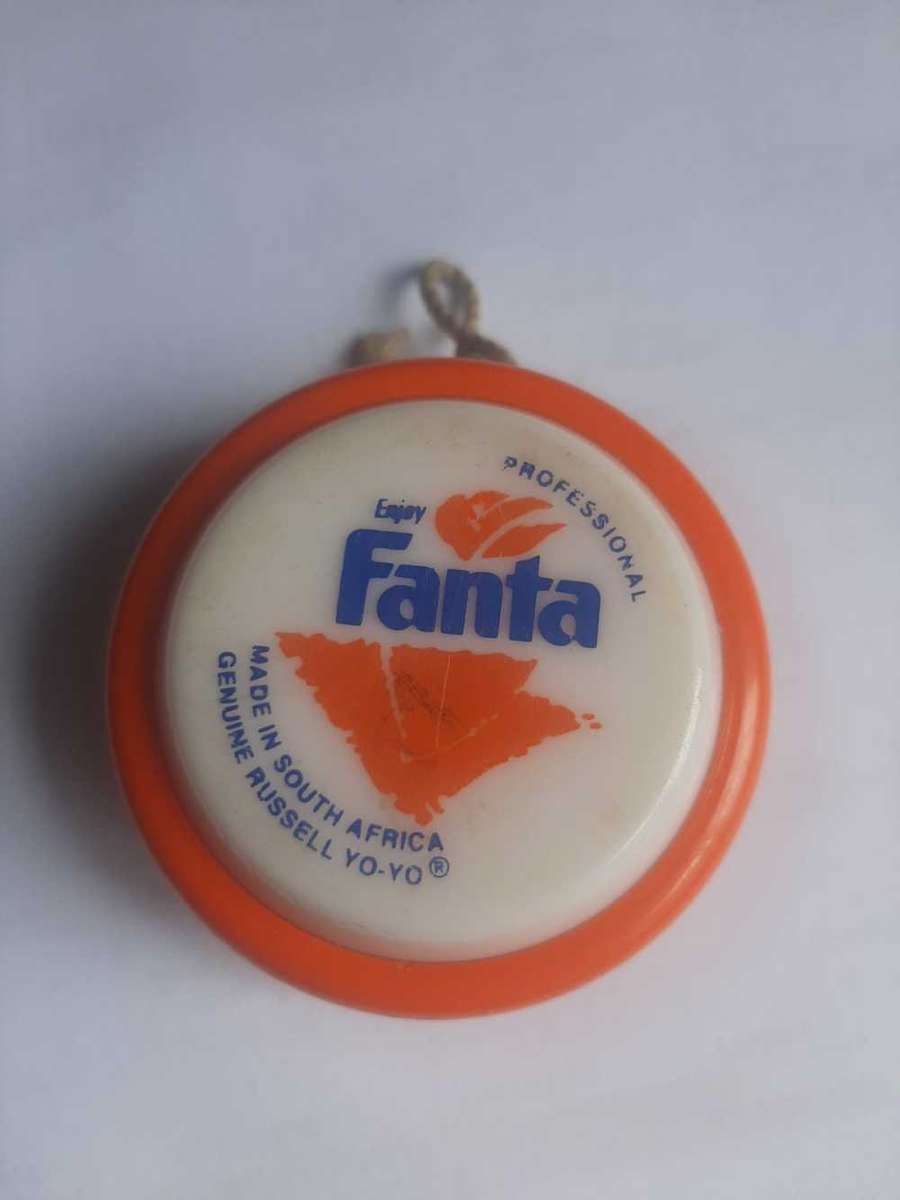 PROFESSIONAL
Enjoy
Fanta
MADE IN SOUTH AFRICA
GENUINE RUSSELL YO-YO®